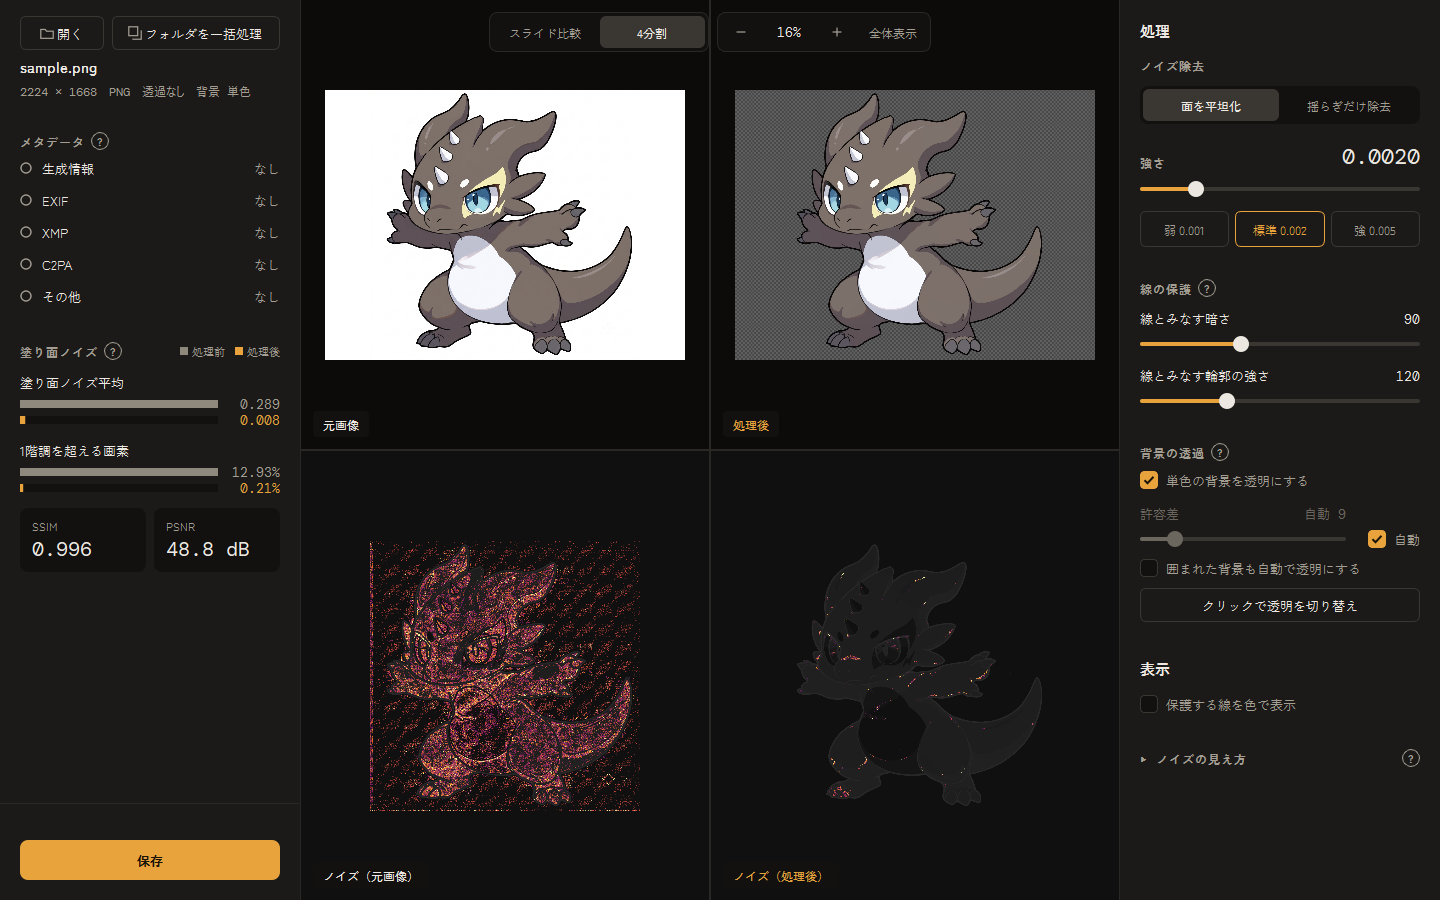 開く
フォルダを一括処理
sample.png
2224 × 1668 PNG 透過なし 背景 単色
メタデータ ?
生成情報 なし
EXIF なし
XMP なし
C2PA なし
その他 なし
塗り面ノイズ ? 処理前 処理後
塗り面ノイズ平均
0.289
0.008
1階調を超える画素
12.93%
0.21%
SSIM
0.996
PSNR
48.8 dB
保存
スライド比較 4分割
− 16% + 全体表示
元画像
処理後
ノイズ（元画像）
ノイズ（処理後）
処理
ノイズ除去
面を平坦化 揺らぎだけ除去
強さ 0.0020
弱 0.001 標準 0.002 強 0.005
線の保護 ?
線とみなす暗さ 90
線とみなす輪郭の強さ 120
背景の透過 ?
単色の背景を透明にする
許容差 自動 9
自動
囲まれた背景も自動で透明にする
クリックで透明を切り替え
表示
保護する線を色で表示
ノイズの見え方 ?